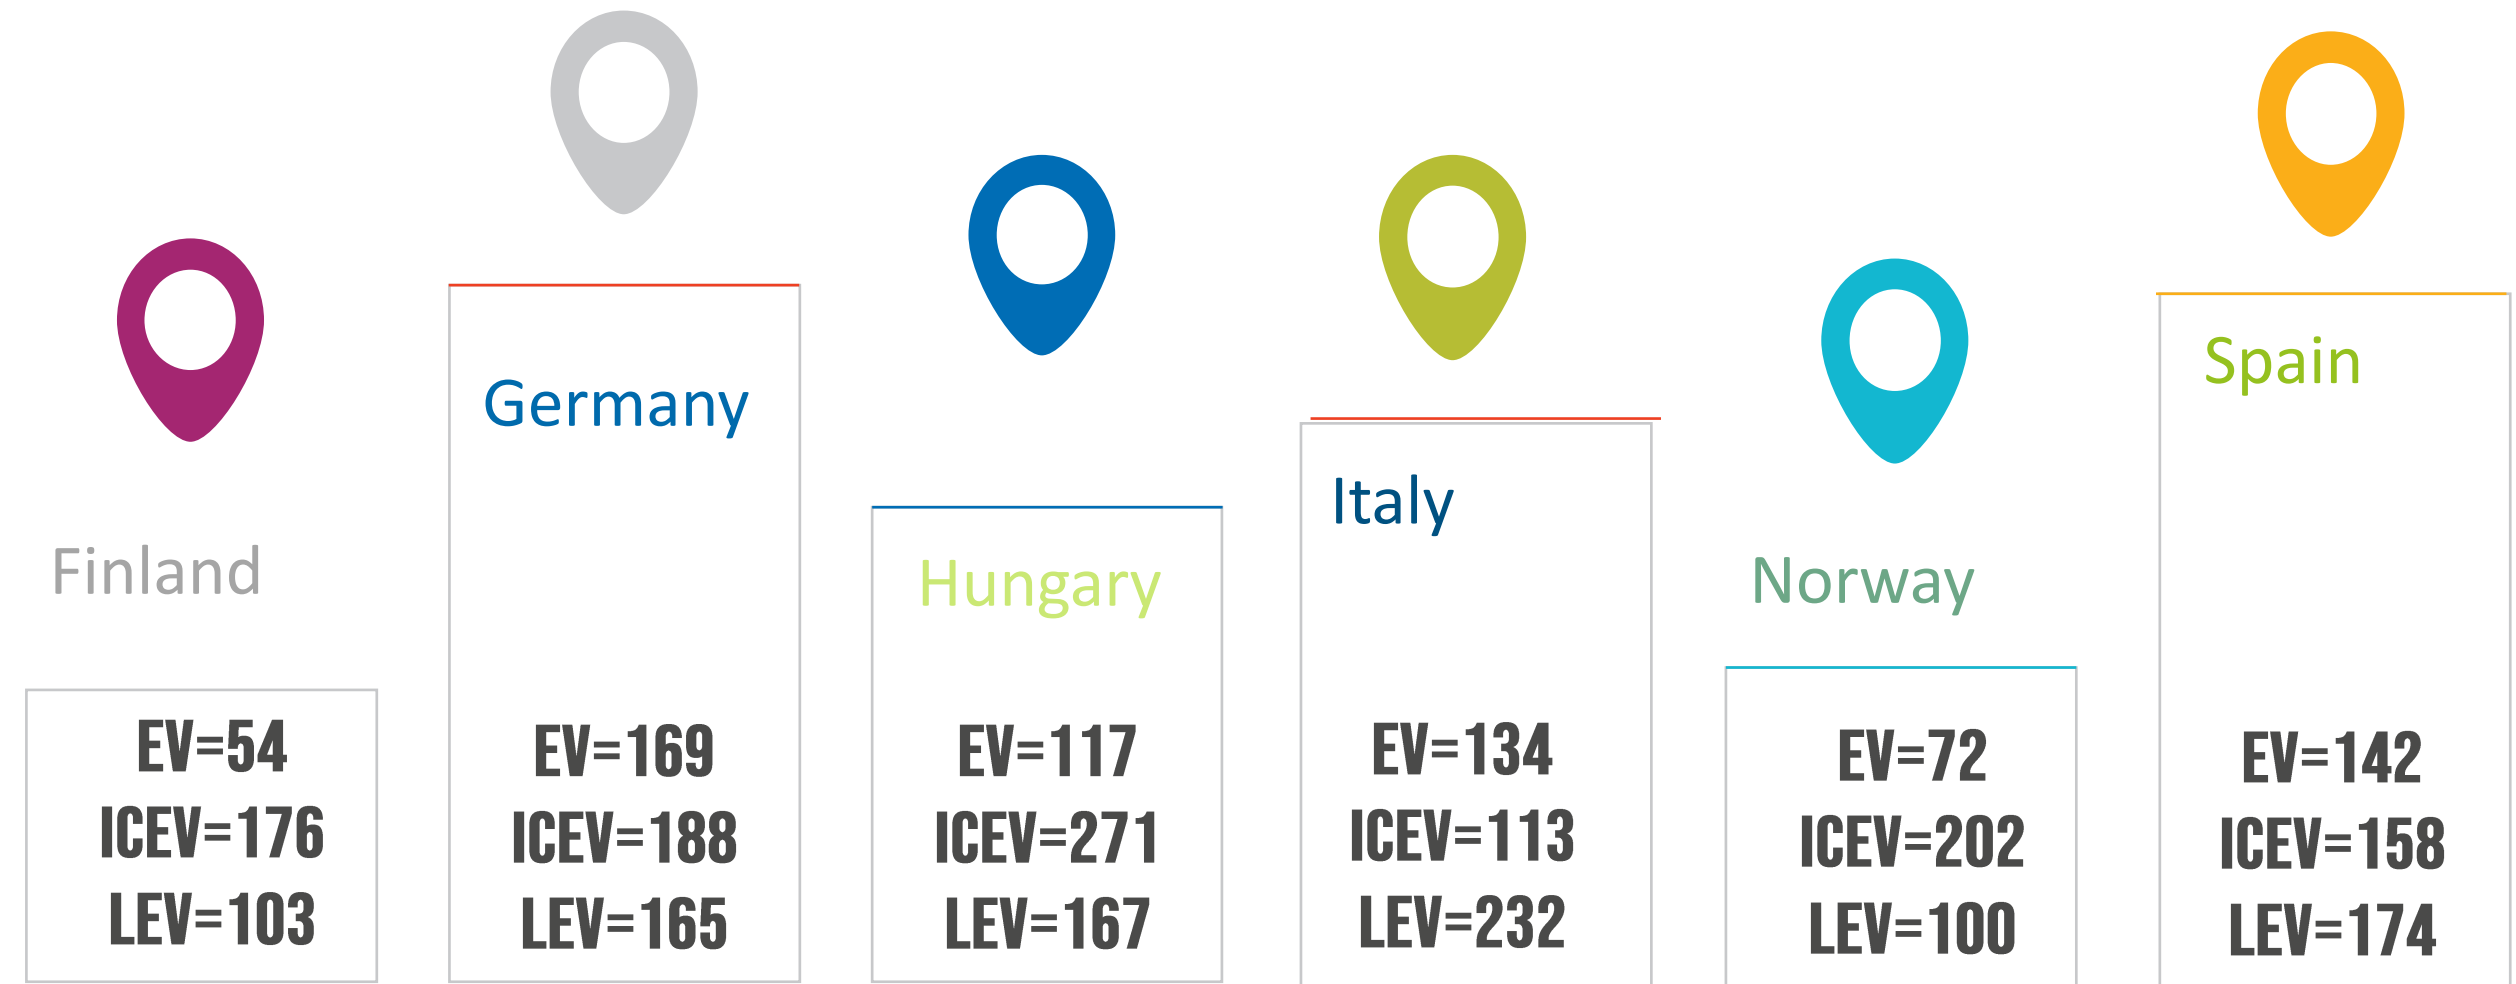 Finland
EV=54
ICEV=176
LEV=103
Germany
EV=169
ICEV=188
LEV=165
Hungary
EV=117
ICEV=271
LEV=167
Italy
EV=134
ICEV=113
LEV=232
Norway
EV=72
ICEV=202
LEV=100
Spain
EV=142
ICEV=158
LEV=174